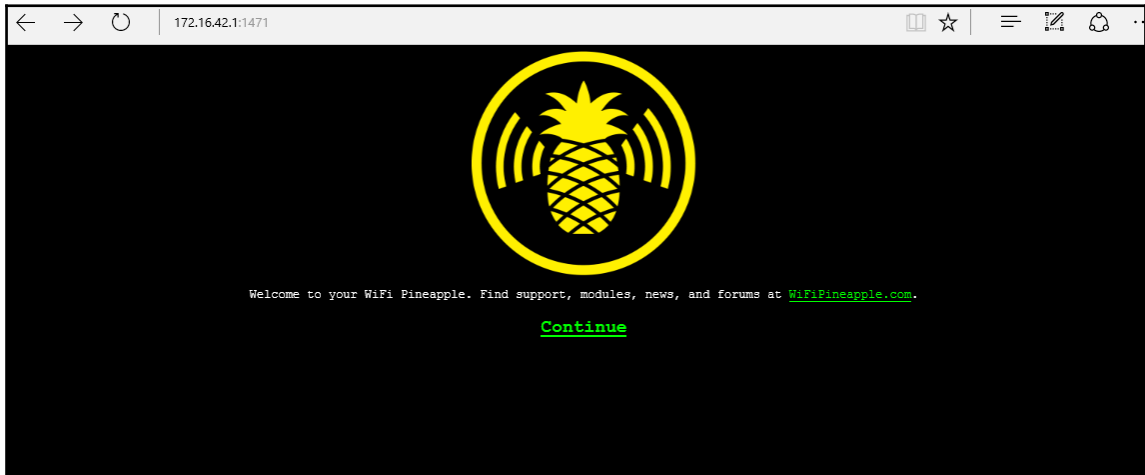 172.16.42.1:1471
Welcome to your WiFi Pineapple. Find support, modules, news, and forums at WiFiPineapple.com.
Continue